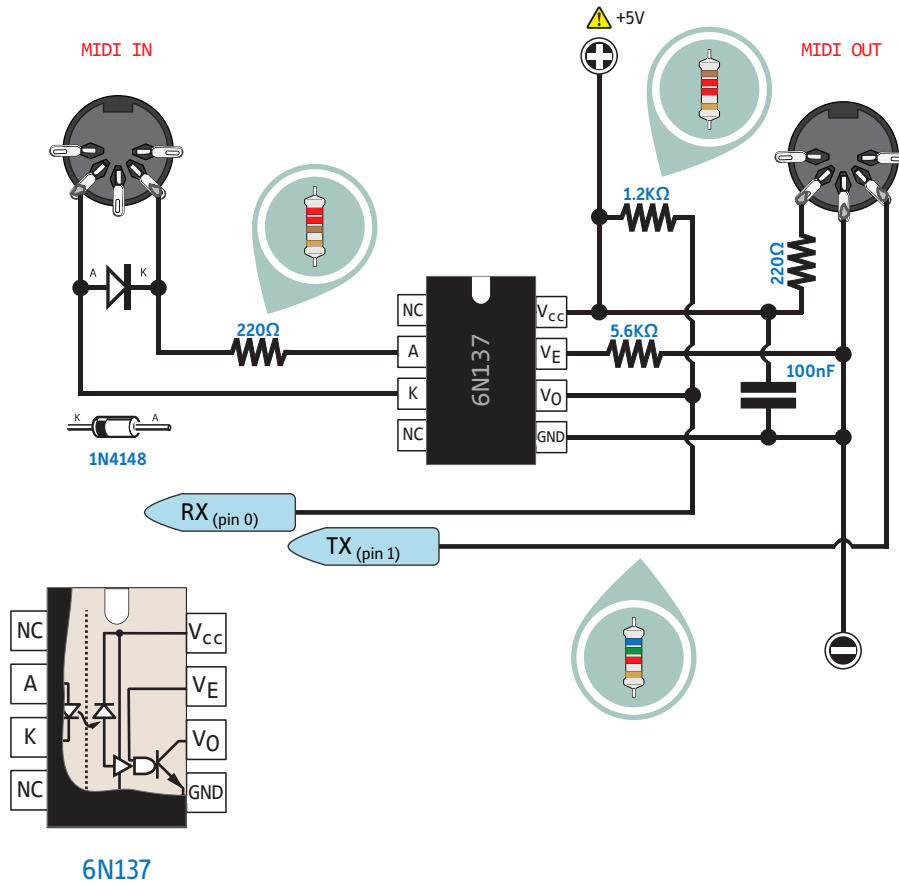 +5V
MIDI IN
MIDI OUT
1.2KΩ
220Ω
A K
NC
Vcc
220Ω
5.6KΩ
A
VE
6N137
100nF
K
VO
K A
NC
GND
1N4148
RX (pin 0)
TX (pin 1)
NC
Vcc
A
VE
K
VO
NC
GND
6N137